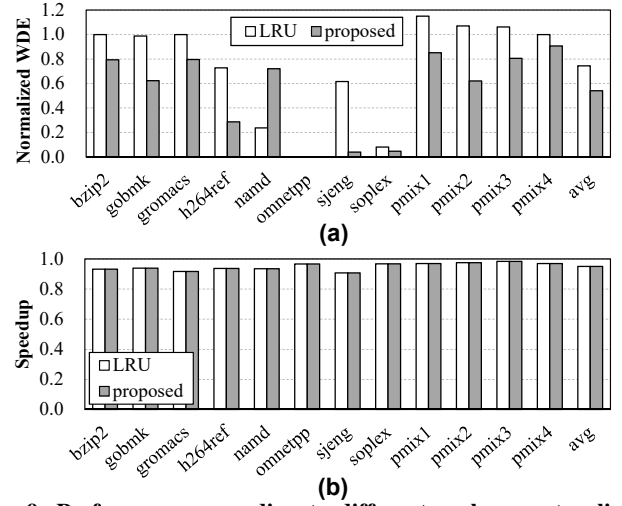 Normalized WDE
1.2
1.0
0.8
0.6
0.4
0.2
0.0
LRU proposed
bzip2 gobmk gromacs h264ref namd omnetpp sjeng soplex pmix1 pmix2 pmix3 pmix4 avg
(a)
Speedup
1.0
0.8
0.6
0.4
0.2
0.0
LRU
proposed
bzip2 gobmk gromacs h264ref namd omnetpp sjeng soplex pmix1 pmix2 pmix3 pmix4 avg
(b)